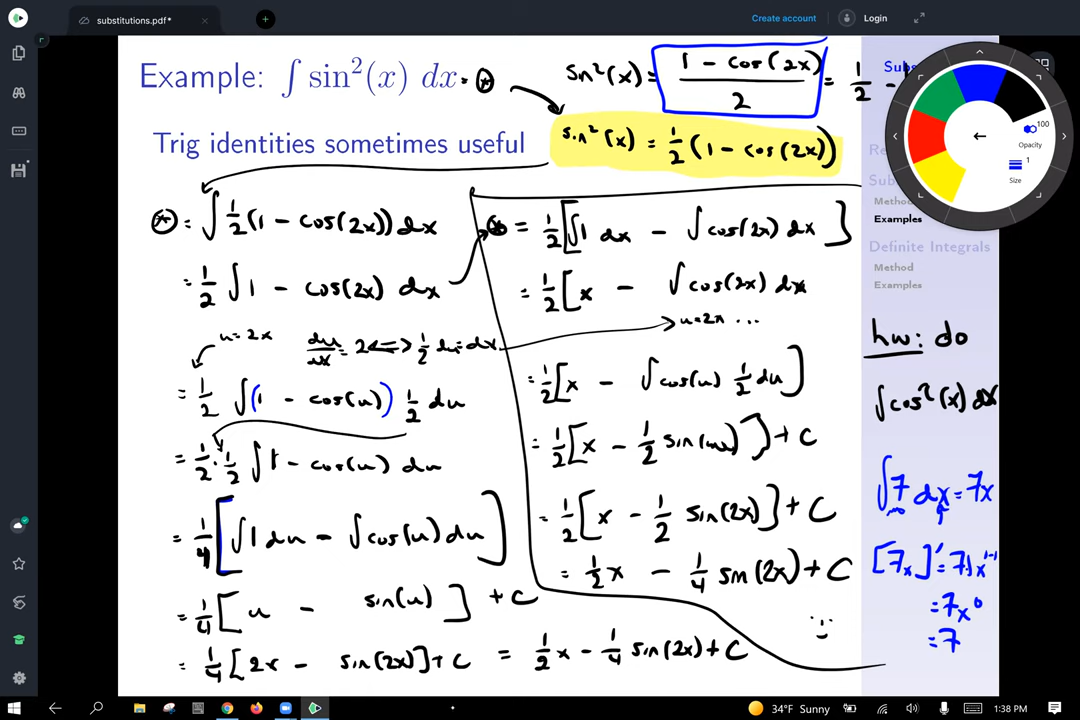 substitutions.pdf*
Create account
Login
Example: ∫ sin²(x) dx = ⊛
sin²(x) = (1 - cos(2x))/2 = 1/2 -
Trig identities sometimes useful
sin²(x) = 1/2 (1 - cos(2x))
⊛ = ∫ 1/2 (1 - cos(2x)) dx
= 1/2 ∫ 1 - cos(2x) dx
u = 2x du/dx = 2 <=> 1/2 du = dx
= 1/2 ∫ (1 - cos(u)) 1/2 du
= 1/2 · 1/2 ∫ 1 - cos(u) du
= 1/4 [∫ 1 du - ∫ cos(u) du]
= 1/4 [u - sin(u)] + C
= 1/4 [2x - sin(2x)] + C = 1/2 x - 1/4 sin(2x) + C
⊛ = 1/2 [∫ 1 dx - ∫ cos(2x) dx]
= 1/2 [x - ∫ cos(2x) dx
u = 2x ...
= 1/2 [x - ∫ cos(u) 1/2 du]
= 1/2 [x - 1/2 sin(u)] + C
= 1/2 [x - 1/2 sin(2x)] + C
= 1/2 x - 1/4 sin(2x) + C
100
Opacity
1
Size
Method
Examples
Definite Integrals
Method
Examples
hw: do
∫ cos²(x) dx
∫ 7 dx = 7x
[7x]' = 7·1x¹⁻¹
= 7x⁰
= 7
34°F Sunny
1:38 PM